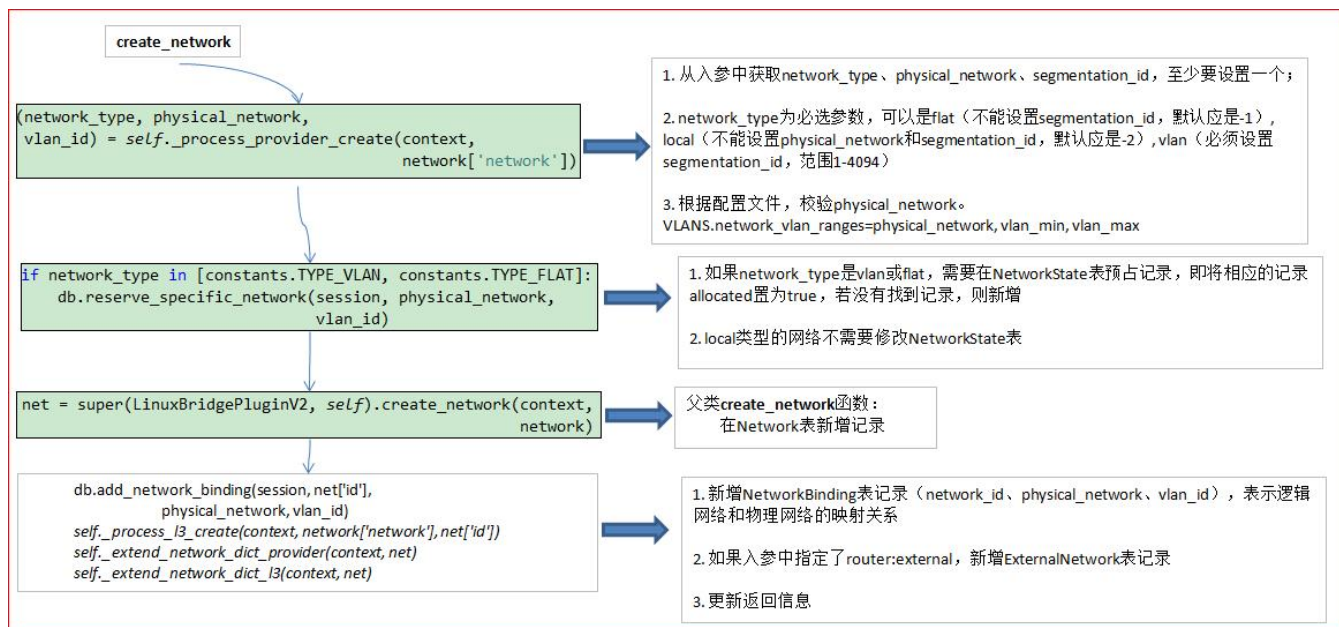 create_network
(network_type, physical_network,
vlan_id) = self._process_provider_create(context,
network['network'])
1. 从入参中获取network_type、physical_network、segmentation_id，至少要设置一个；
2. network_type为必选参数，可以是flat（不能设置segmentation_id，默认应是-1），
local（不能设置physical_network和segmentation_id，默认应是-2），vlan（必须设置
segmentation_id，范围1-4094）
3. 根据配置文件，校验physical_network。
VLANS.network_vlan_ranges=physical_network, vlan_min, vlan_max
if network_type in [constants.TYPE_VLAN, constants.TYPE_FLAT]:
db.reserve_specific_network(session, physical_network,
vlan_id)
1. 如果network_type是vlan或flat，需要在NetworkState表预占记录，即将相应的记录
allocated置为true，若没有找到记录，则新增
2. local类型的网络不需要修改NetworkState表
net = super(LinuxBridgePluginV2, self).create_network(context,
network)
父类create_network函数：
在Network表新增记录
db.add_network_binding(session, net['id'],
physical_network, vlan_id)
self._process_l3_create(context, network['network'], net['id'])
self._extend_network_dict_provider(context, net)
self._extend_network_dict_l3(context, net)
1. 新增NetworkBinding表记录（network_id、physical_network、vlan_id），表示逻辑
网络和物理网络的映射关系
2. 如果入参中指定了router:external，新增ExternalNetwork表记录
3. 更新返回信息